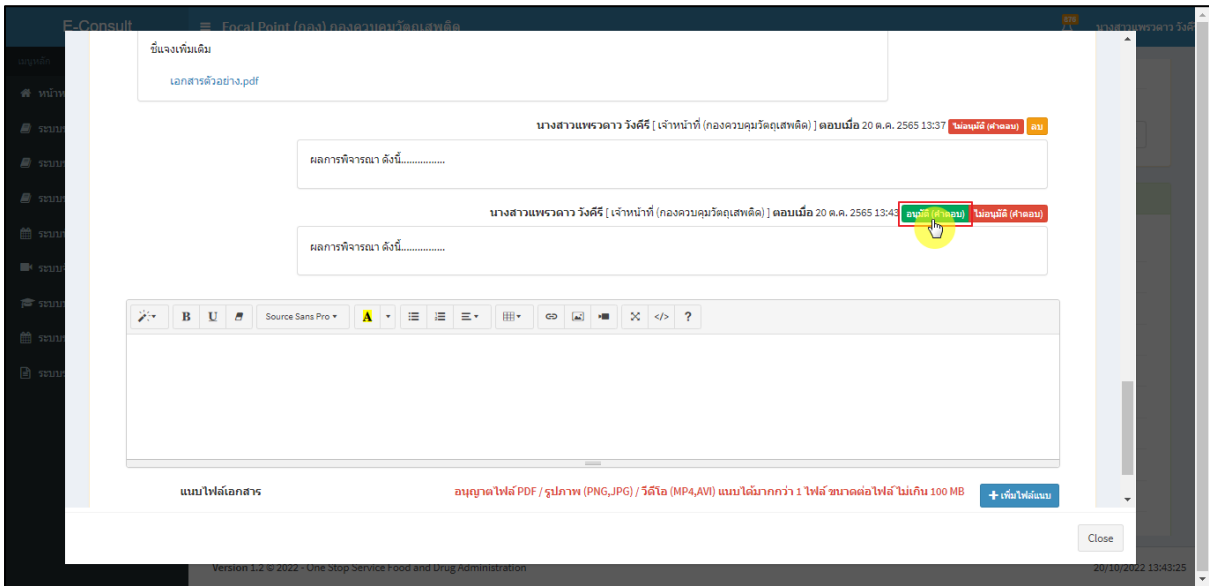 E-Consult
Focal Point (กอง) กองควบคุมวัตถุเสพติด
นางสาวแพรวดาว วังคี
เมนูหลัก
ชี้แจงเพิ่มเติม
เอกสารตัวอย่าง.pdf
นางสาวแพรวดาว วังคีรี [ เจ้าหน้าที่ (กองควบคุมวัตถุเสพติด) ] ตอบเมื่อ 20 ต.ค. 2565 13:37 ไม่อนุมัติ (คำตอบ) ลบ
ผลการพิจารณา ดังนี้...............
นางสาวแพรวดาว วังคีรี [ เจ้าหน้าที่ (กองควบคุมวัตถุเสพติด) ] ตอบเมื่อ 20 ต.ค. 2565 13:43 อนุมัติ (คำตอบ) ไม่อนุมัติ (คำตอบ)
ผลการพิจารณา ดังนี้...............
B U Source Sans Pro A </> ?
แนบไฟล์เอกสาร อนุญาตไฟล์ PDF / รูปภาพ (PNG,JPG) / วีดีโอ (MP4,AVI) แนบได้มากกว่า 1 ไฟล์ ขนาดต่อไฟล์ ไม่เกิน 100 MB + เพิ่มไฟล์แนบ
Close
Version 1.2 © 2022 - One Stop Service Food and Drug Administration 20/10/2022 13:43:25